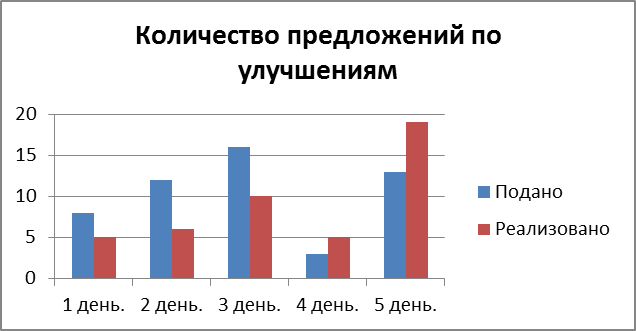 Количество предложений по
улучшениям
20
15
10
5
0
1 день.
2 день.
3 день.
4 день.
5 день.
Подано
Реализовано